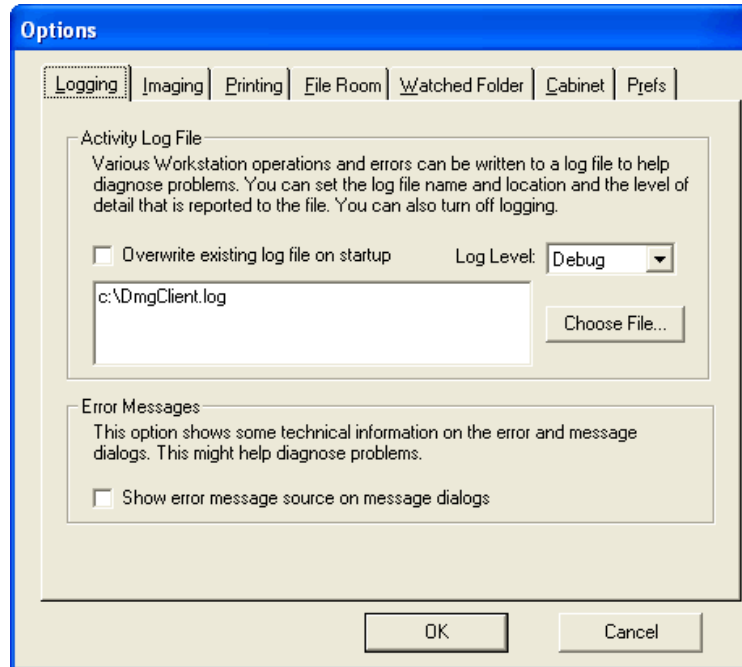 Options
Logging Imaging Printing File Room Watched Folder Cabinet Prefs
Activity Log File
Various Workstation operations and errors can be written to a log file to help
diagnose problems. You can set the log file name and location and the level of
detail that is reported to the file. You can also turn off logging.
Overwrite existing log file on startup Log Level: Debug
c:\DmgClient.log
Choose File...
Error Messages
This option shows some technical information on the error and message
dialogs. This might help diagnose problems.
Show error message source on message dialogs
OK Cancel